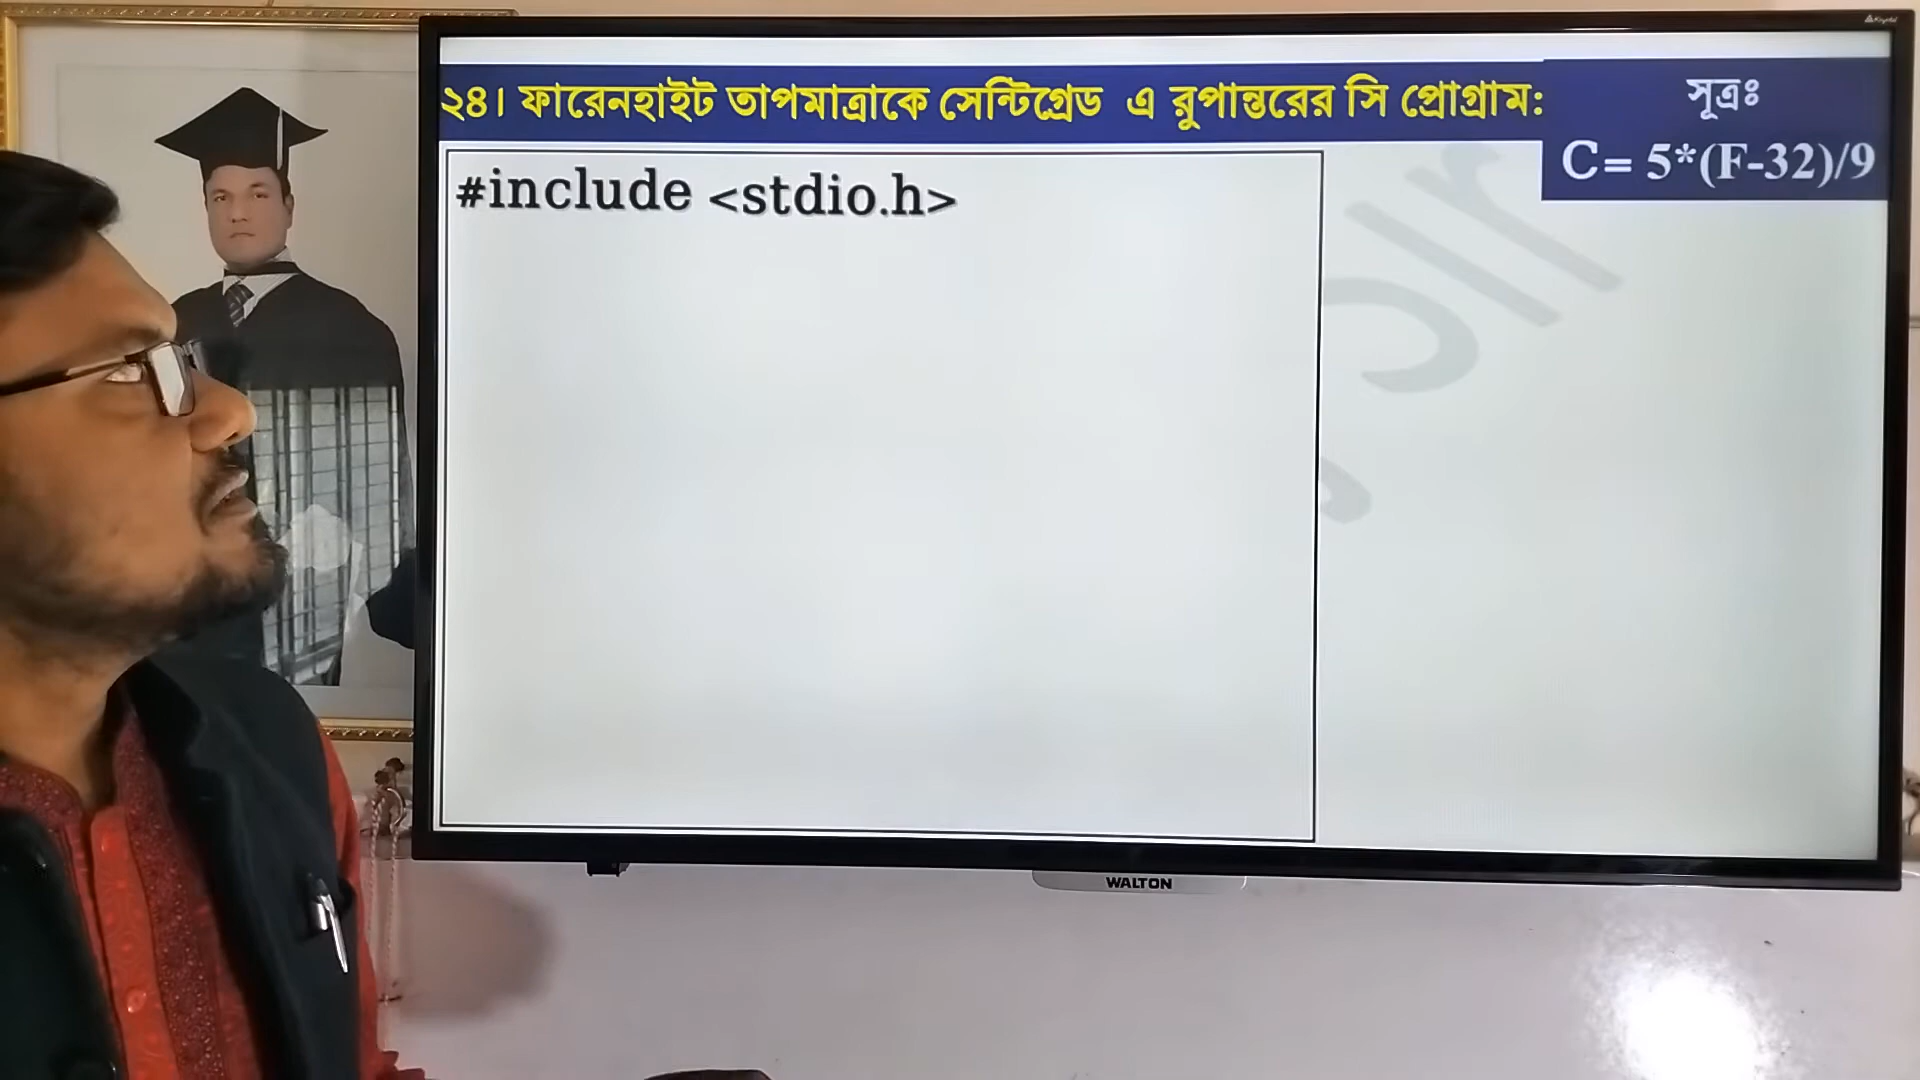 ২৪। ফারেনহাইট তাপমাত্রাকে সেন্টিগ্রেড এ রুপান্তরের সি প্রোগ্রাম:
সূত্রঃ
C= 5*(F-32)/9
#include <stdio.h>
WALTON